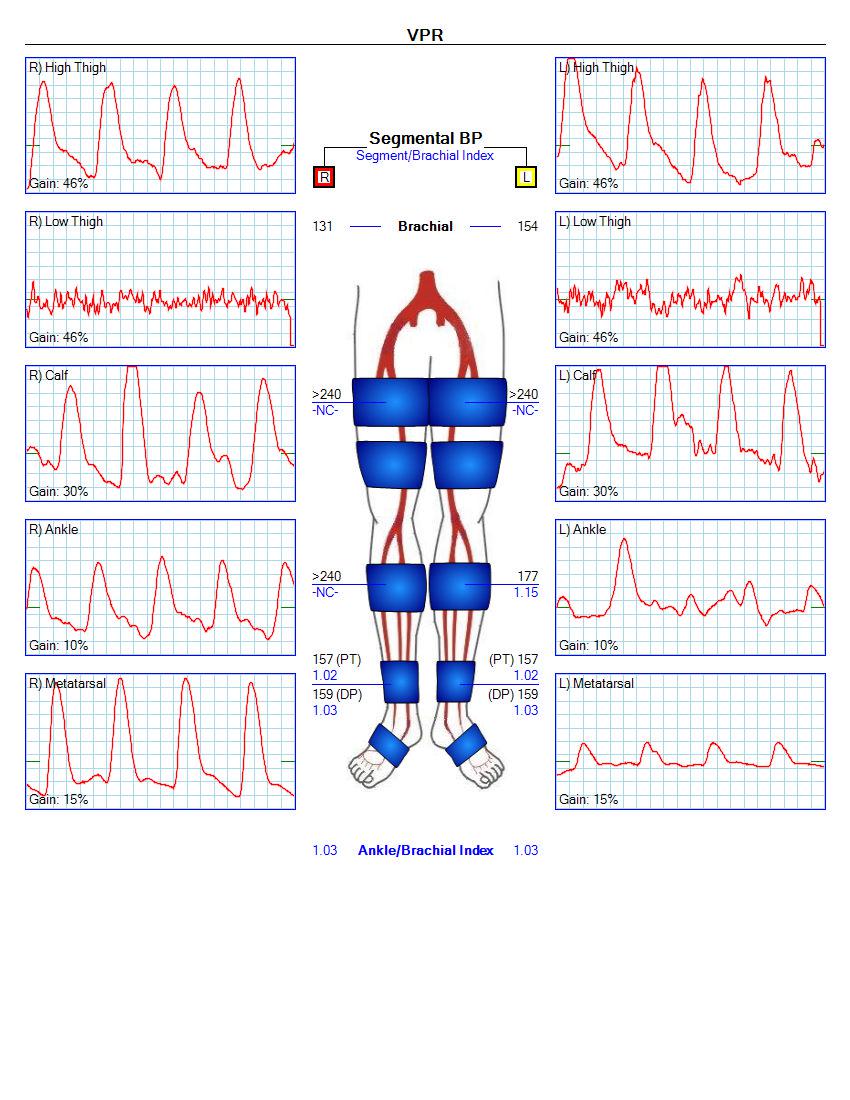 VPR
R) High Thigh
Gain: 46%
R) Low Thigh
Gain: 46%
R) Calf
Gain: 30%
R) Ankle
Gain: 10%
R) Metatarsal
Gain: 15%
Segmental BP
Segment/Brachial Index
R L
131 Brachial 154
>240 >240
-NC- -NC-
>240 177
-NC- 1.15
157 (PT) (PT) 157
1.02 1.02
159 (DP) (DP) 159
1.03 1.03
1.03 Ankle/Brachial Index 1.03
L) High Thigh
Gain: 46%
L) Low Thigh
Gain: 46%
L) Calf
Gain: 30%
L) Ankle
Gain: 10%
L) Metatarsal
Gain: 15%